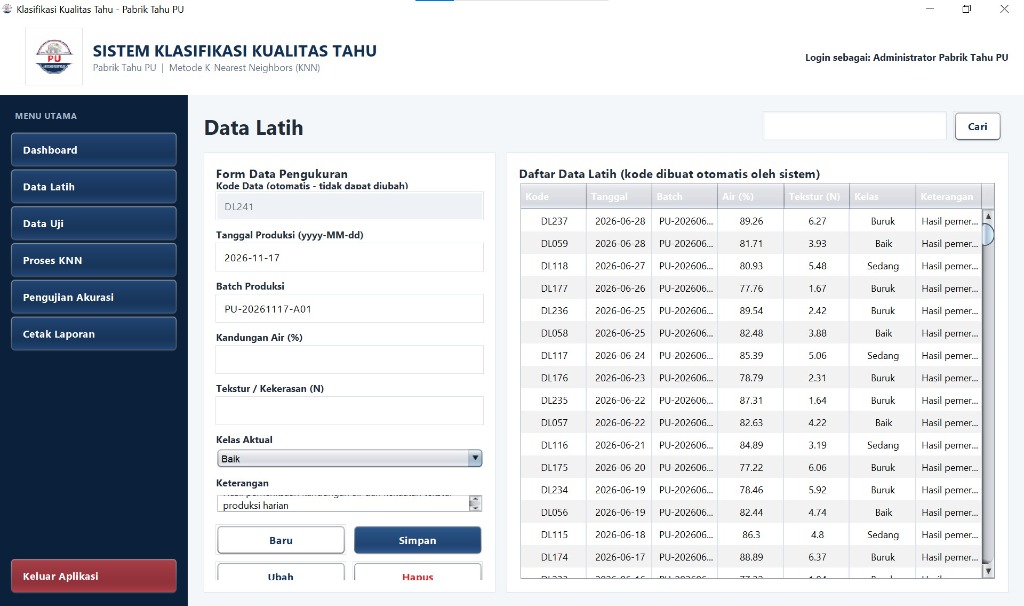 Klasifikasi Kualitas Tahu - Pabrik Tahu PU
PU
SISTEM KLASIFIKASI KUALITAS TAHU
Pabrik Tahu PU | Metode K-Nearest Neighbors (KNN)
Login sebagai: Administrator Pabrik Tahu PU
MENU UTAMA
Dashboard
Data Latih
Data Uji
Proses KNN
Pengujian Akurasi
Cetak Laporan
Keluar Aplikasi
Data Latih
Cari
Form Data Pengukuran
Kode Data (otomatis - tidak dapat diubah)
DL241
Tanggal Produksi (yyyy-MM-dd)
2026-11-17
Batch Produksi
PU-20261117-A01
Kandungan Air (%)
Tekstur / Kekerasan (N)
Kelas Aktual
Baik
Keterangan
produksi harian
Baru Simpan
Ubah Hapus
Daftar Data Latih (kode dibuat otomatis oleh sistem)
Kode Tanggal Batch Air (%) Tekstur (N) Kelas Keterangan
DL237 2026-06-28 PU-202606... 89.26 6.27 Buruk Hasil pemer...
DL059 2026-06-28 PU-202606... 81.71 3.93 Baik Hasil pemer...
DL118 2026-06-27 PU-202606... 80.93 5.48 Sedang Hasil pemer...
DL177 2026-06-26 PU-202606... 77.76 1.67 Buruk Hasil pemer...
DL236 2026-06-25 PU-202606... 89.54 2.42 Buruk Hasil pemer...
DL058 2026-06-25 PU-202606... 82.48 3.88 Baik Hasil pemer...
DL117 2026-06-24 PU-202606... 85.39 5.06 Sedang Hasil pemer...
DL176 2026-06-23 PU-202606... 78.79 2.31 Buruk Hasil pemer...
DL235 2026-06-22 PU-202606... 87.31 1.64 Buruk Hasil pemer...
DL057 2026-06-22 PU-202606... 82.63 4.22 Baik Hasil pemer...
DL116 2026-06-21 PU-202606... 84.89 3.19 Sedang Hasil pemer...
DL175 2026-06-20 PU-202606... 77.22 6.06 Buruk Hasil pemer...
DL234 2026-06-19 PU-202606... 78.46 5.92 Buruk Hasil pemer...
DL056 2026-06-19 PU-202606... 82.44 4.74 Baik Hasil pemer...
DL115 2026-06-18 PU-202606... 86.3 4.8 Sedang Hasil pemer...
DL174 2026-06-17 PU-202606... 88.89 6.37 Buruk Hasil pemer...